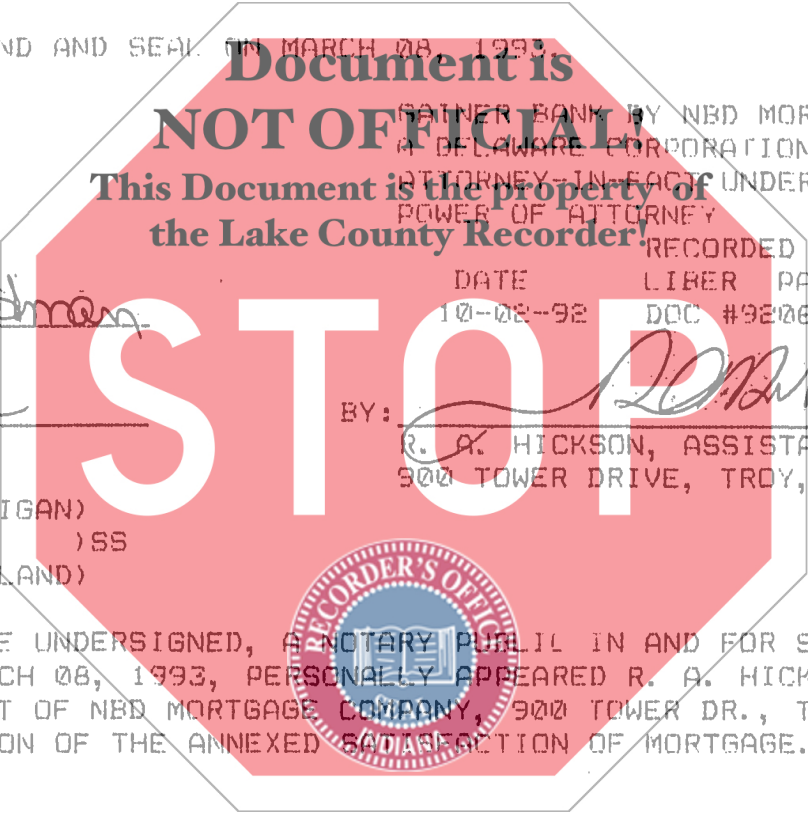 ND AND SEAL ON MARCH 08, 1993.
Document is
NOT OFFICIAL!
This Document is the property of
the Lake County Recorder!
RAINER BANK BY NBD MOR
A DELAWARE CORPORATION
ATTORNEY-IN-FACT UNDER
POWER OF ATTORNEY
RECORDED
DATE LIBER PA
10-02-92 DOC #9206
STOP
BY:
R. A. HICKSON, ASSISTA
900 TOWER DRIVE, TROY,
IGAN)
)SS
LAND)
RECORDER'S OFFICE
INDIANA
E UNDERSIGNED, A NOTARY PUBLIC IN AND FOR S
CH 08, 1993, PERSONALLY APPEARED R. A. HICK
T OF NBD MORTGAGE COMPANY, 900 TOWER DR., T
ON OF THE ANNEXED SATISFACTION OF MORTGAGE.